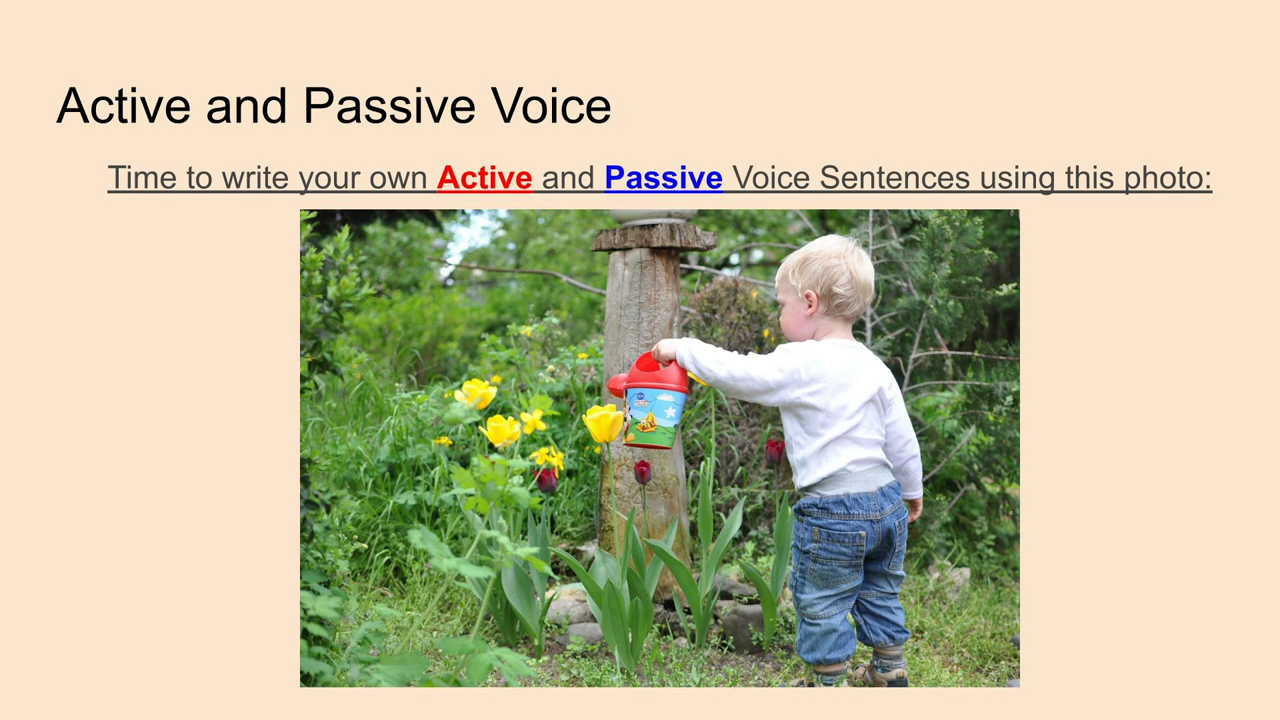 Active and Passive Voice
Time to write your own Active and Passive Voice Sentences using this photo: